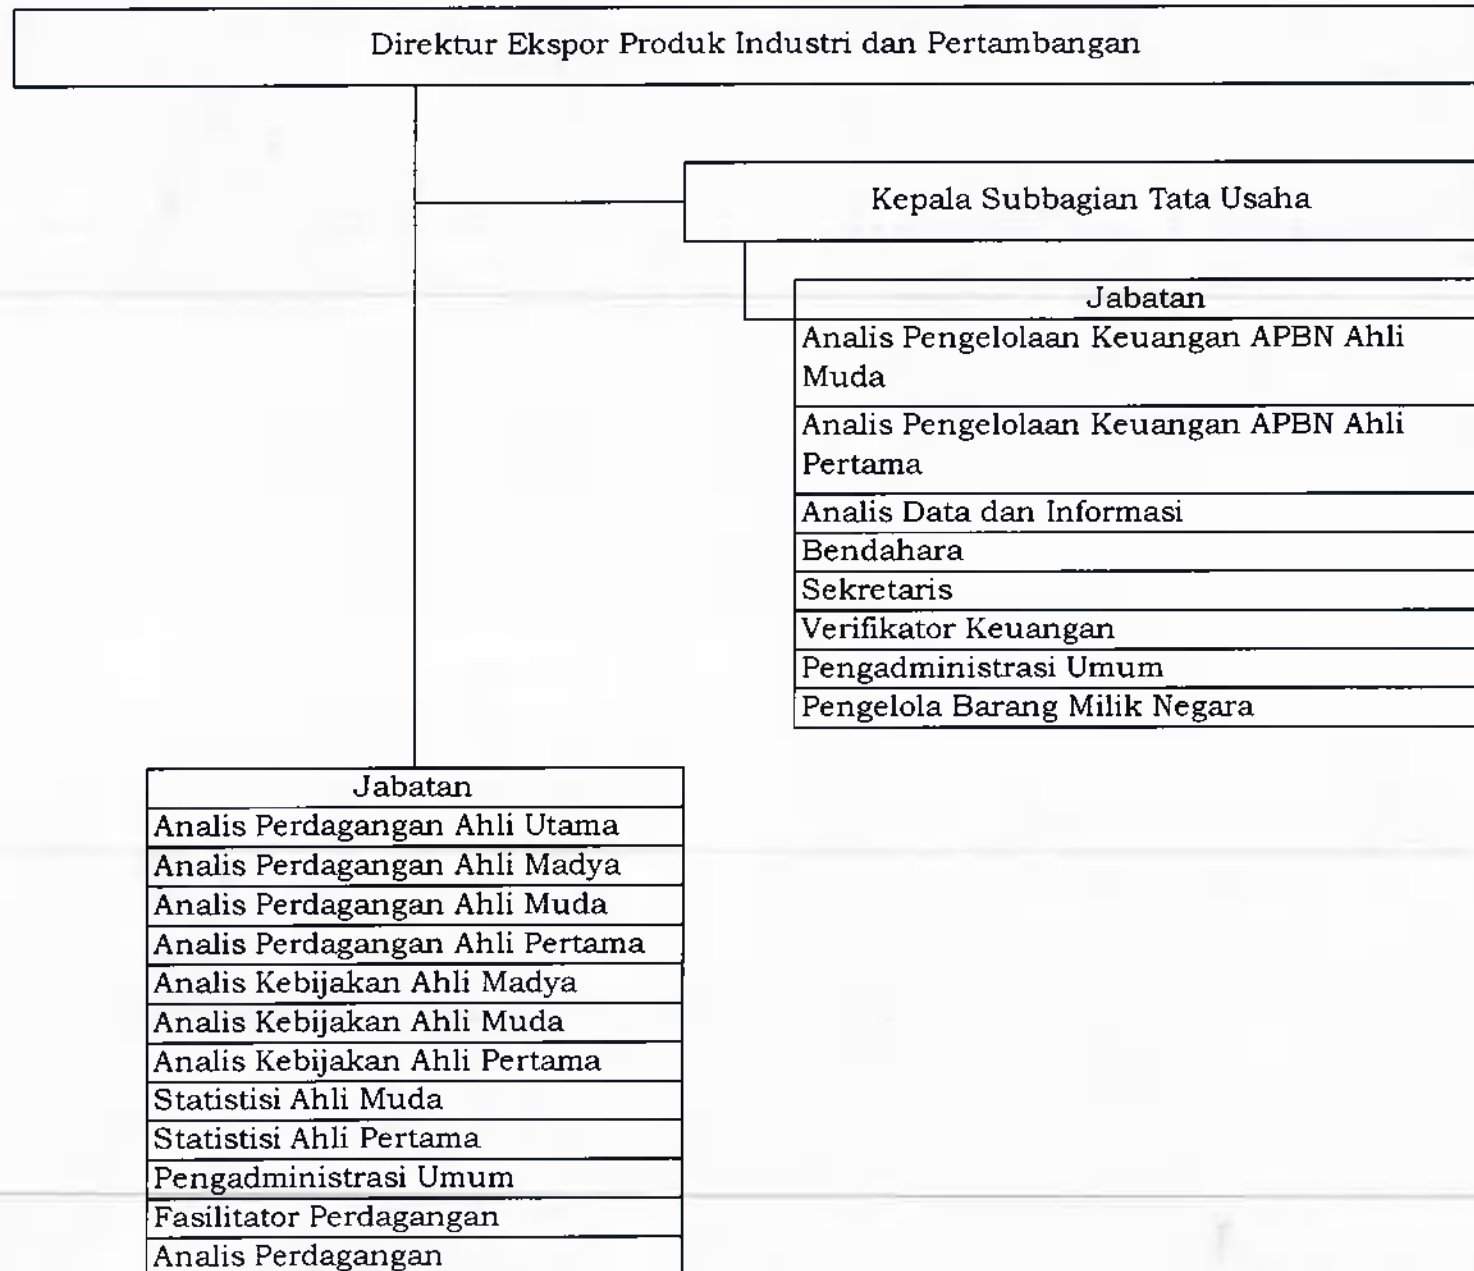 Direktur Ekspor Produk Industri dan Pertambangan
Kepala Subbagian Tata Usaha
Jabatan
Analis Pengelolaan Keuangan APBN Ahli
Muda
Analis Pengelolaan Keuangan APBN Ahli
Pertama
Analis Data dan Informasi
Bendahara
Sekretaris
Verifikator Keuangan
Pengadministrasi Umum
Pengelola Barang Milik Negara
Jabatan
Analis Perdagangan Ahli Utama
Analis Perdagangan Ahli Madya
Analis Perdagangan Ahli Muda
Analis Perdagangan Ahli Pertama
Analis Kebijakan Ahli Madya
Analis Kebijakan Ahli Muda
Analis Kebijakan Ahli Pertama
Statistisi Ahli Muda
Statistisi Ahli Pertama
Pengadministrasi Umum
Fasilitator Perdagangan
Analis Perdagangan